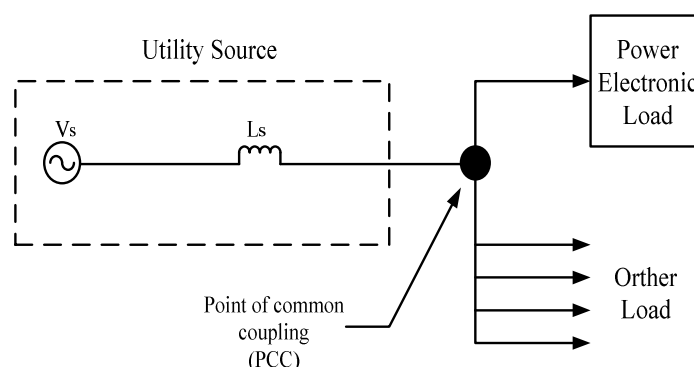 Utility Source
Vs
Ls
Power
Electronic
Load
Orther
Load
Point of common
coupling
(PCC)